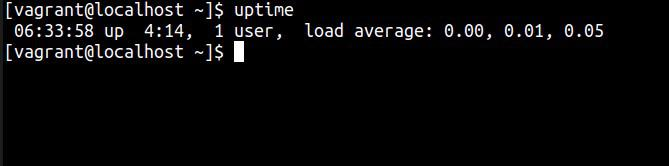 [vagrant@localhost ~]$ uptime
 06:33:58 up  4:14,  1 user,  load average: 0.00, 0.01, 0.05
[vagrant@localhost ~]$